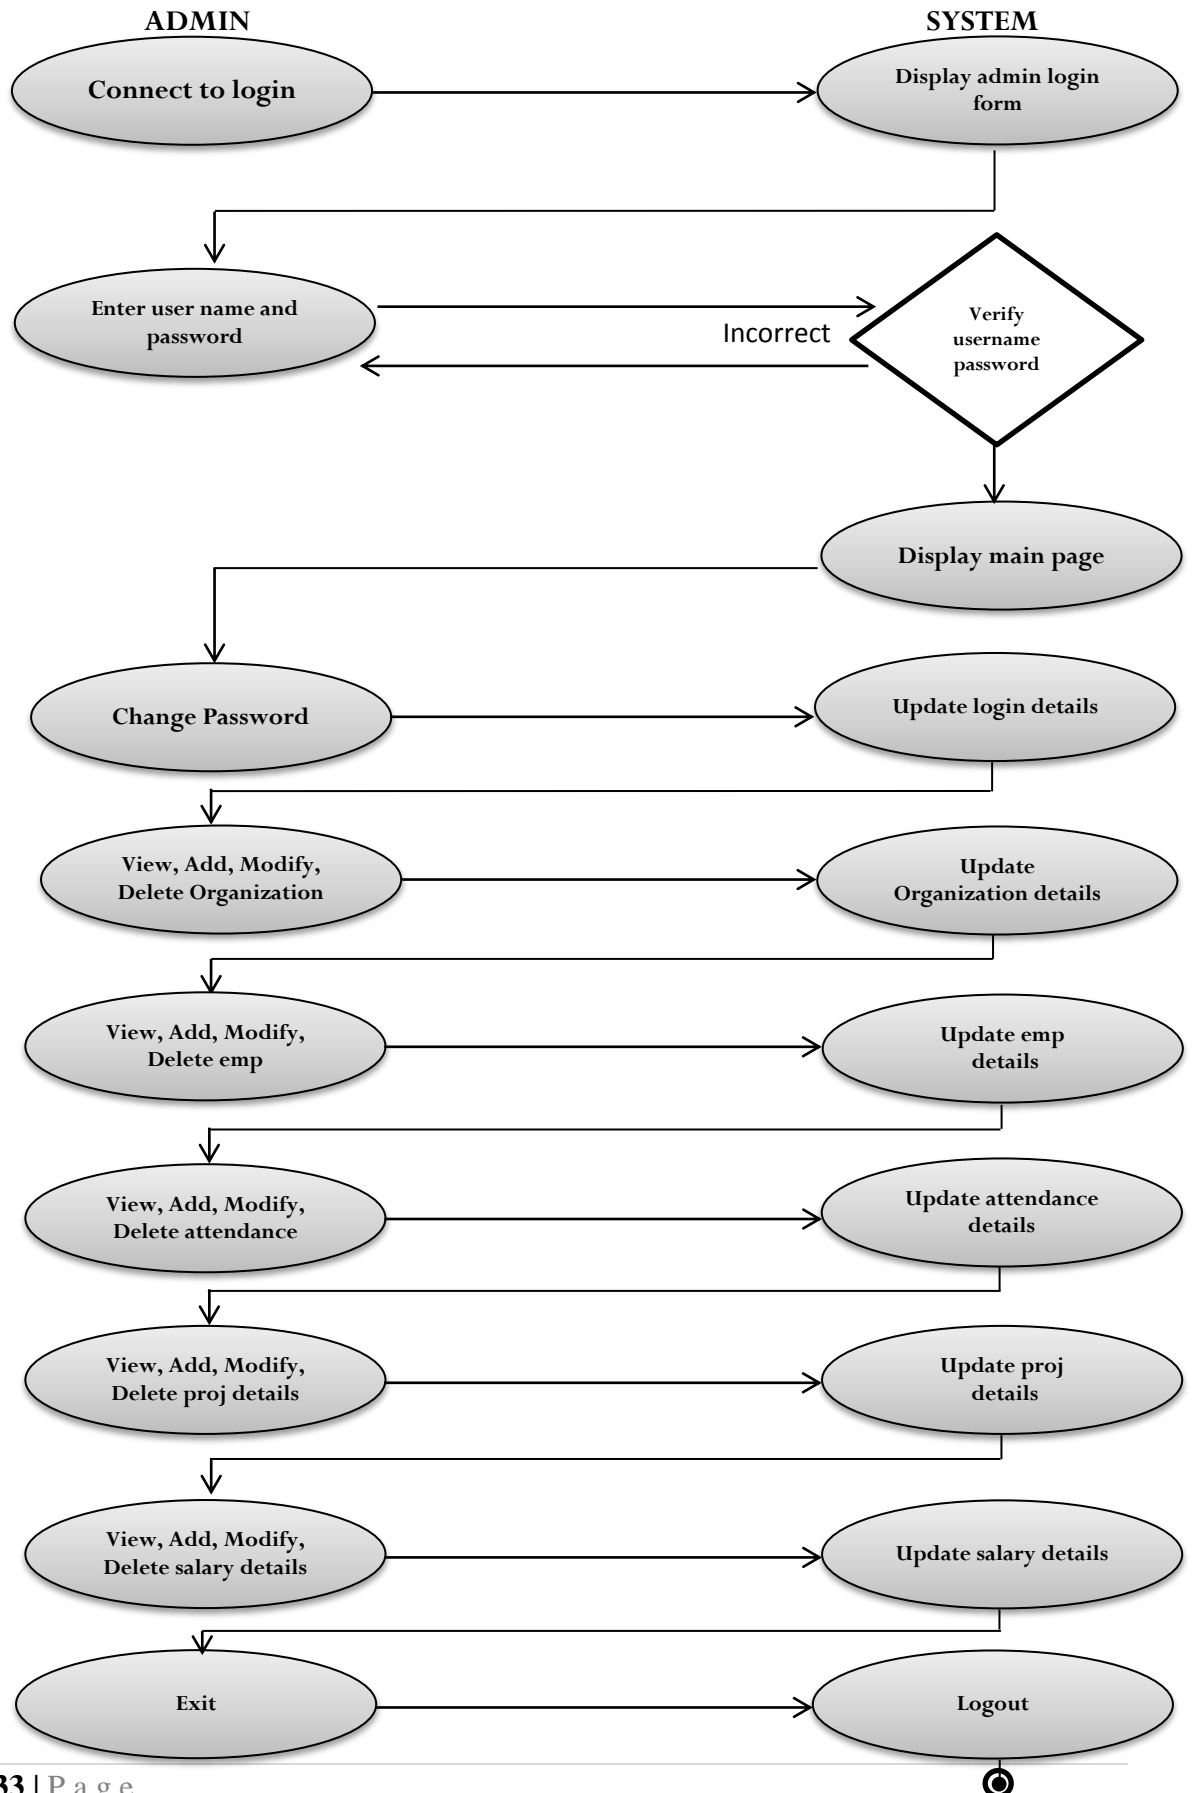 ADMIN
SYSTEM
Connect to login
Display admin login
form
Enter user name and
password
Incorrect
Verify
username
password
Display main page
Change Password
Update login details
View, Add, Modify,
Delete Organization
Update
Organization details
View, Add, Modify,
Delete emp
Update emp
details
View, Add, Modify,
Delete attendance
Update attendance
details
View, Add, Modify,
Delete proj details
Update proj
details
View, Add, Modify,
Delete salary details
Update salary details
Exit
Logout
33 | P a g e